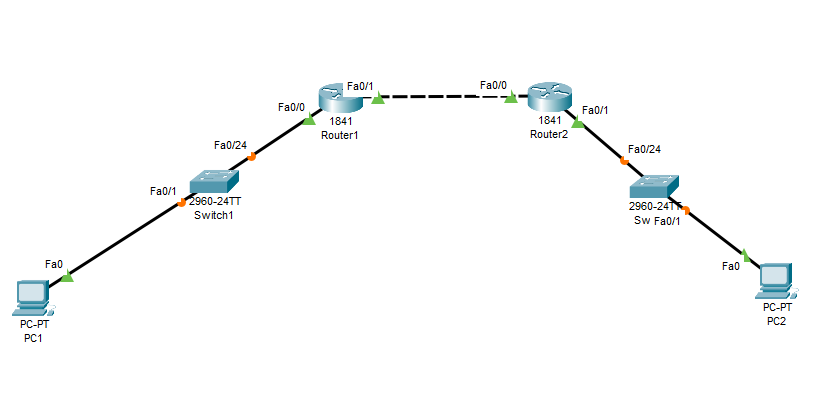 Fa0/1
Fa0/0
1841
Router1
Fa0/0
1841
Router2
Fa0/1
Fa0/24
Fa0/1
2960-24TT
Switch1
Fa0/24
2960-24TT
Sw
Fa0/1
Fa0
PC-PT
PC1
Fa0
PC-PT
PC2